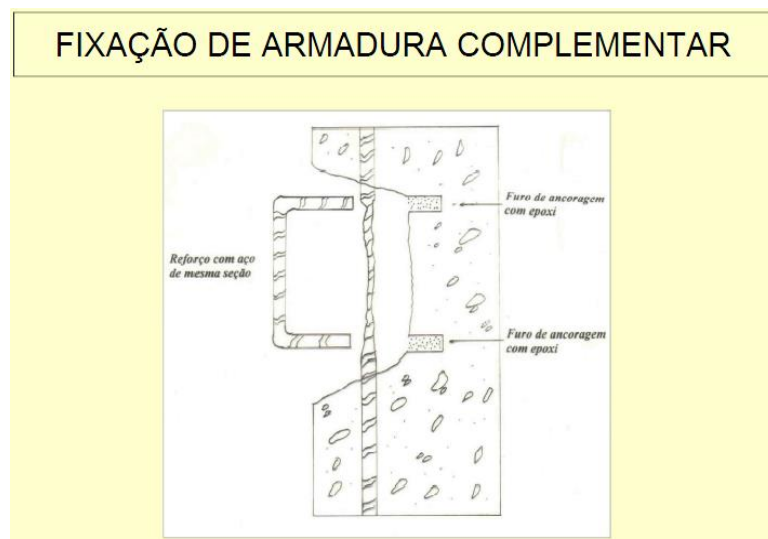 FIXAÇÃO DE ARMADURA COMPLEMENTAR
Furo de ancoragem
com epoxi
Reforço com aço
de mesma seção
Furo de ancoragem
com epoxi